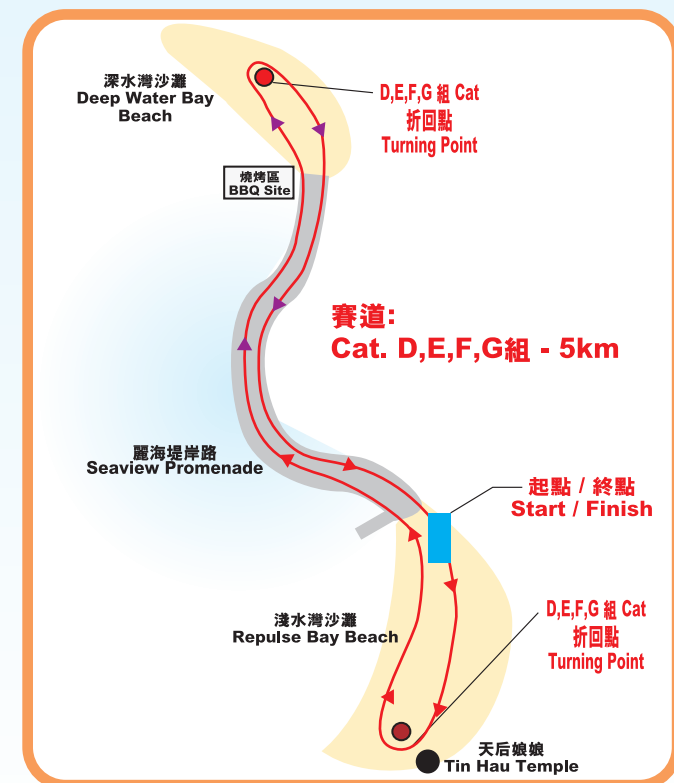 深水灣沙灘
Deep Water Bay
Beach
D,E,F,G 組 Cat
折回點
Turning Point
燒烤區
BBQ Site
賽道:
Cat. D,E,F,G組 - 5km
麗海堤岸路
Seaview Promenade
起點 / 終點
Start / Finish
淺水灣沙灘
Repulse Bay Beach
D,E,F,G 組 Cat
折回點
Turning Point
天后娘娘
Tin Hau Temple